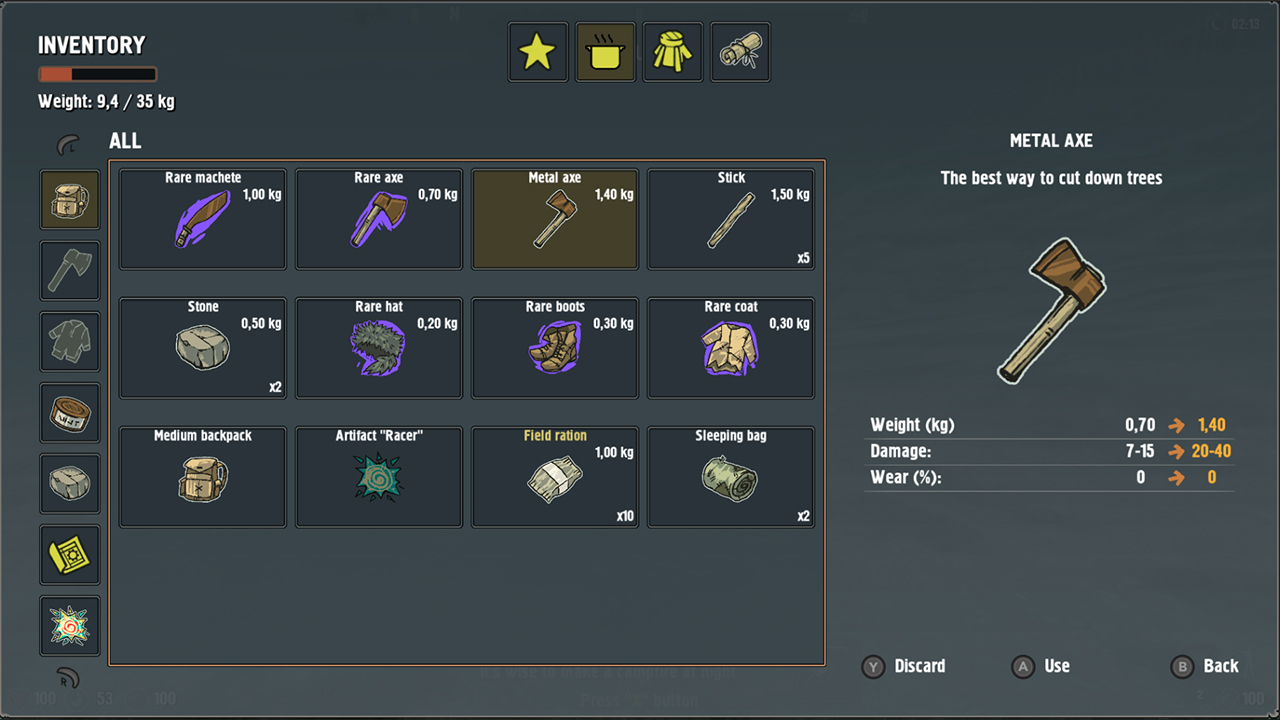 INVENTORY
02:13
Weight: 9,4 / 35 kg
L
ALL
METAL AXE
The best way to cut down trees
Rare machete
1,00 kg
Rare axe
0,70 kg
Metal axe
1,40 kg
Stick
1,50 kg
x5
Stone
0,50 kg
x2
Rare hat
0,20 kg
Rare boots
0,30 kg
Rare coat
0,30 kg
Medium backpack
Artifact "Racer"
Field ration
1,00 kg
x10
Sleeping bag
x2
Weight (kg) 0,70 1,40
Damage: 7-15 20-40
Wear (%): 0 0
Y Discard
A Use
B Back
R
It's wise to make a campfire at night
100 53 100
Press "X" button
2 100